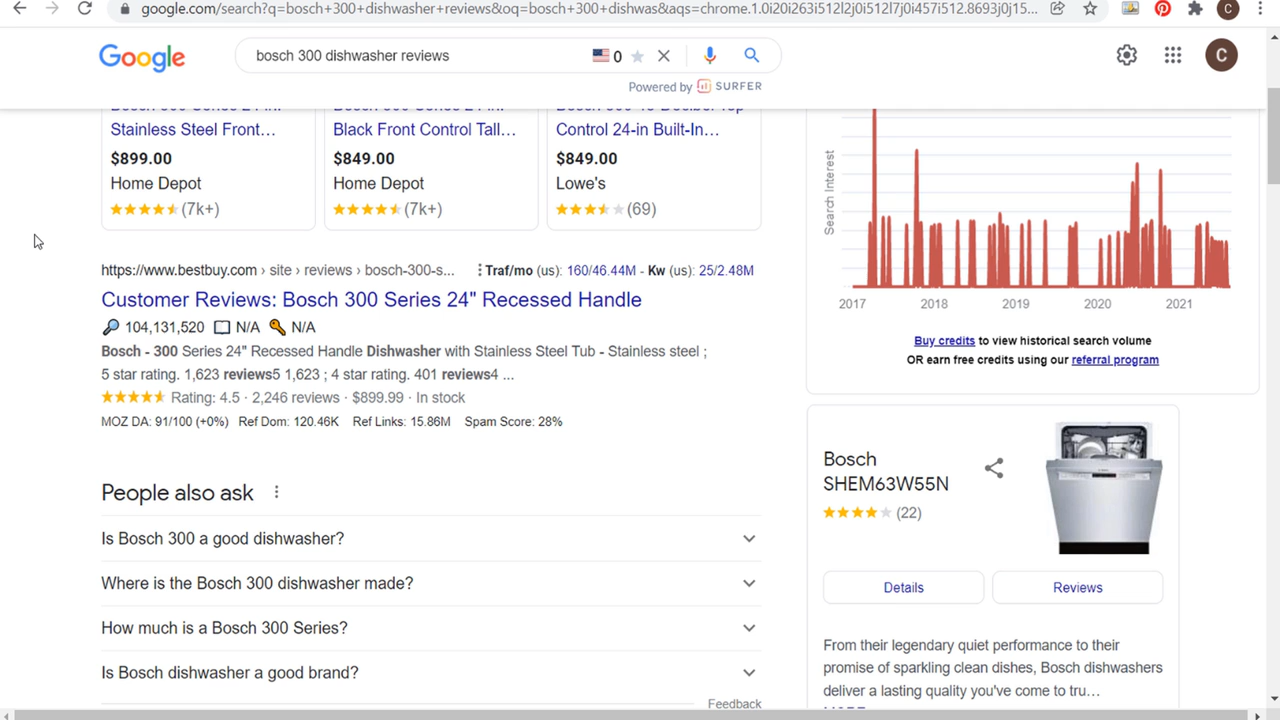 google.com/search?q=bosch+300+dishwasher+reviews&oq=bosch+300+dishwas&aqs=chrome.1.0i20i263i512l2j0i512l7j0i457i512.8693j0j15...
C
Google
bosch 300 dishwasher reviews
0
C
Powered by SURFER
Stainless Steel Front...
$899.00
Home Depot
(7k+)
Black Front Control Tall...
$849.00
Home Depot
(7k+)
Control 24-in Built-In...
$849.00
Lowe's
(69)
https://www.bestbuy.com › site › reviews › bosch-300-s...
Traf/mo (us): 160/46.44M - Kw (us): 25/2.48M
Customer Reviews: Bosch 300 Series 24" Recessed Handle
104,131,520 N/A N/A
Bosch - 300 Series 24" Recessed Handle Dishwasher with Stainless Steel Tub - Stainless steel ;
5 star rating. 1,623 reviews5 1,623 ; 4 star rating. 401 reviews4 ...
Rating: 4.5 · 2,246 reviews · $899.99 · In stock
MOZ DA: 91/100 (+0%) Ref Dom: 120.46K Ref Links: 15.86M Spam Score: 28%
People also ask
Is Bosch 300 a good dishwasher?
Where is the Bosch 300 dishwasher made?
How much is a Bosch 300 Series?
Is Bosch dishwasher a good brand?
Feedback
Search Interest
2017 2018 2019 2020 2021
Buy credits to view historical search volume
OR earn free credits using our referral program
Bosch
SHEM63W55N
(22)
Details
Reviews
From their legendary quiet performance to their
promise of sparkling clean dishes, Bosch dishwashers
deliver a lasting quality you've come to tru...